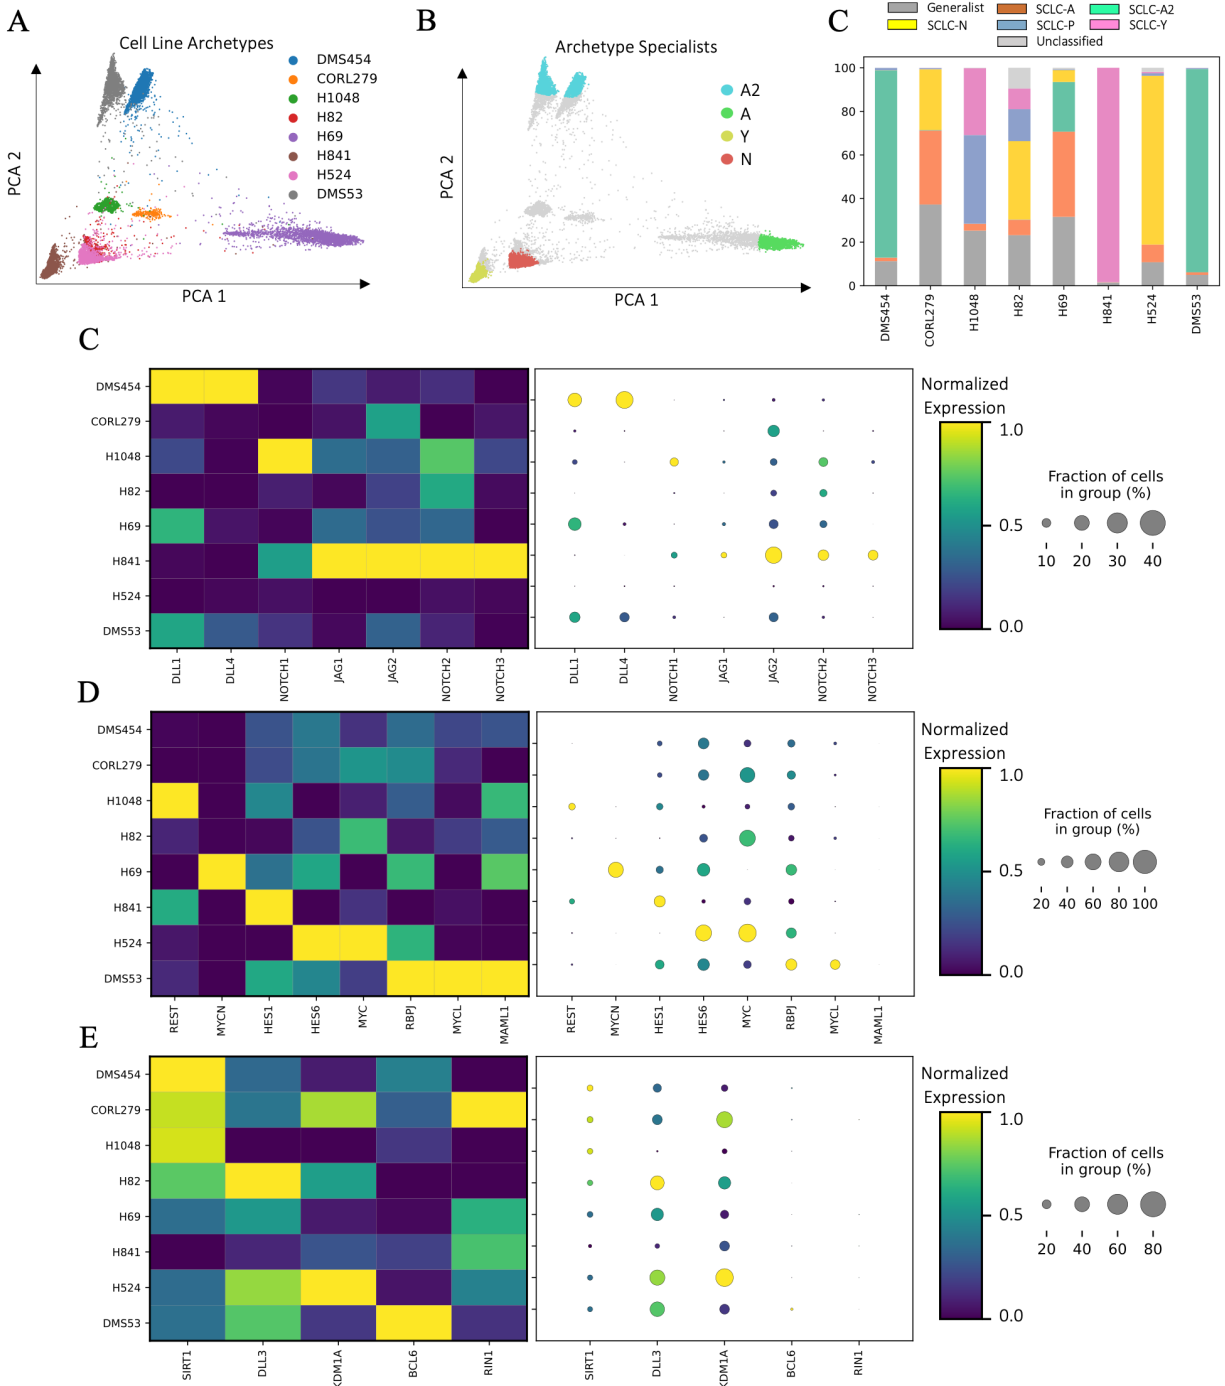 A
Cell Line Archetypes
DMS454
CORL279
H1048
H82
H69
H841
H524
DMS53
PCA 2
PCA 1
B
Archetype Specialists
A2
A
Y
N
PCA 2
PCA 1
C
Generalist
SCLC-A
SCLC-A2
SCLC-N
SCLC-P
SCLC-Y
Unclassified
100
80
60
40
20
0
DMS454
CORL279
H1048
H82
H69
H841
H524
DMS53
C
DMS454
CORL279
H1048
H82
H69
H841
H524
DMS53
DLL1
DLL4
NOTCH1
JAG1
JAG2
NOTCH2
NOTCH3
DLL1
DLL4
NOTCH1
JAG1
JAG2
NOTCH2
NOTCH3
Normalized
Expression
1.0
0.5
0.0
Fraction of cells
in group (%)
10 20 30 40
D
DMS454
CORL279
H1048
H82
H69
H841
H524
DMS53
REST
MYCN
HES1
HES6
MYC
RBPJ
MYCL
MAML1
REST
MYCN
HES1
HES6
MYC
RBPJ
MYCL
MAML1
Normalized
Expression
1.0
0.5
0.0
Fraction of cells
in group (%)
20 40 60 80 100
E
DMS454
CORL279
H1048
H82
H69
H841
H524
DMS53
SIRT1
DLL3
KDM1A
BCL6
RIN1
SIRT1
DLL3
KDM1A
BCL6
RIN1
Normalized
Expression
1.0
0.5
0.0
Fraction of cells
in group (%)
20 40 60 80